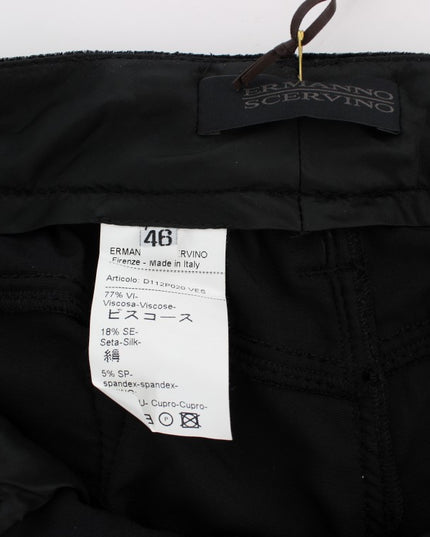 ERMANNO
SCERVINO
46
ERMAN RVINO
Firenze - Made in Italy
Articolo: D112P020 VES
77% VI-
Viscosa-Viscose-
ビスコース
18% SE-
Seta-Silk-
絹
5% SP-
spandex-spandex-
U- Cupro-Cupro-
P